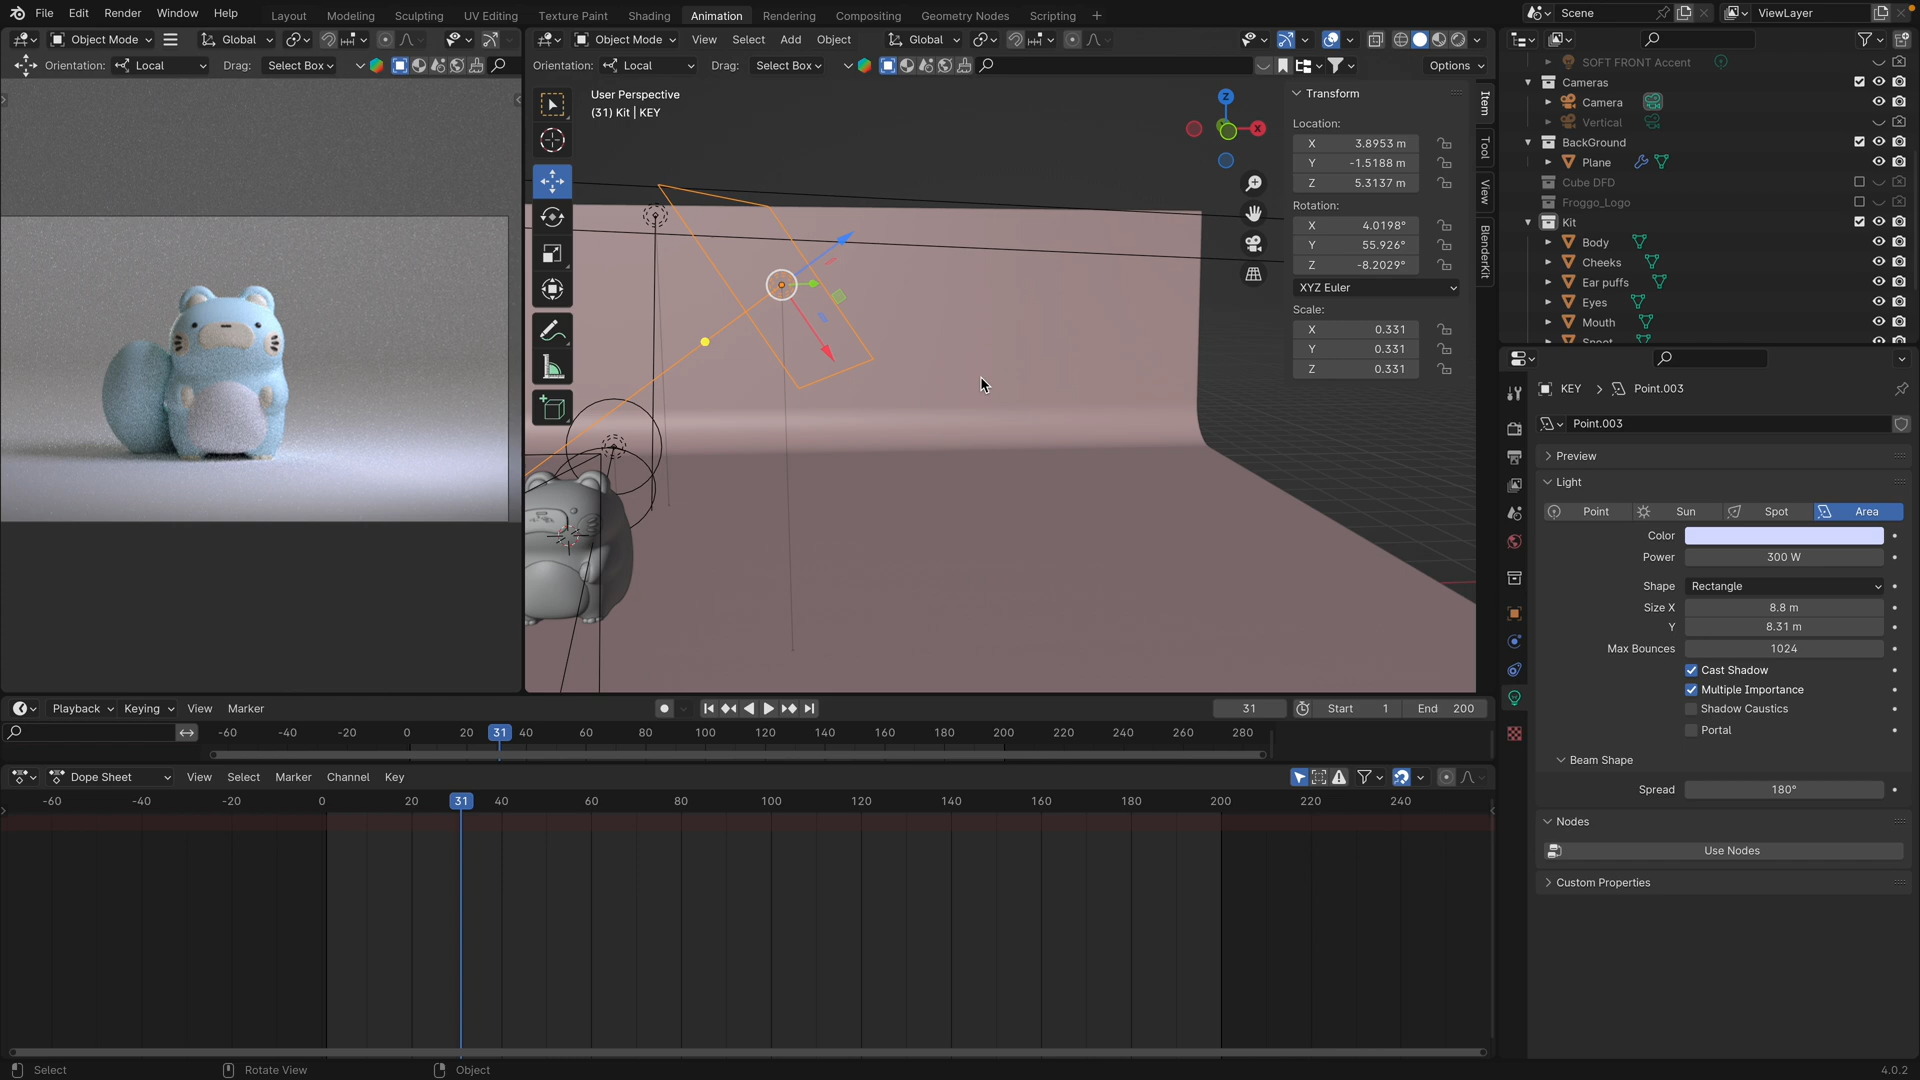 File Edit Render Window Help Layout Modeling Sculpting UV Editing Texture Paint Shading Animation Rendering Compositing Geometry Nodes Scripting + Scene ViewLayer
Object Mode Global Object Mode View Select Add Object Global
Orientation: Local Drag: Select Box Orientation: Local Drag: Select Box Options
User Perspective
(31) Kit | KEY
Z
X
Transform
Location:
X 3.8953 m
Y -1.5188 m
Z 5.3137 m
Rotation:
X 4.0198°
Y 55.926°
Z -8.2029°
XYZ Euler
Scale:
X 0.331
Y 0.331
Z 0.331
Item
Tool
View
BlenderKit
SOFT FRONT Accent
Cameras
Camera
Vertical
BackGround
Plane
Cube DFD
Froggo_Logo
Kit
Body
Cheeks
Ear puffs
Eyes
Mouth
KEY > Point.003
Point.003
Preview
Light
Point Sun Spot Area
Color
Power 300 W
Shape Rectangle
Size X 8.8 m
Y 8.31 m
Max Bounces 1024
Cast Shadow
Multiple Importance
Shadow Caustics
Portal
Beam Shape
Spread 180°
Nodes
Use Nodes
Custom Properties
Playback Keying View Marker 31 Start 1 End 200
-60 -40 -20 0 20 31 40 60 80 100 120 140 160 180 200 220 240 260 280
Dope Sheet View Select Marker Channel Key
-60 -40 -20 0 20 31 40 60 80 100 120 140 160 180 200 220 240
Select Rotate View Object 4.0.2